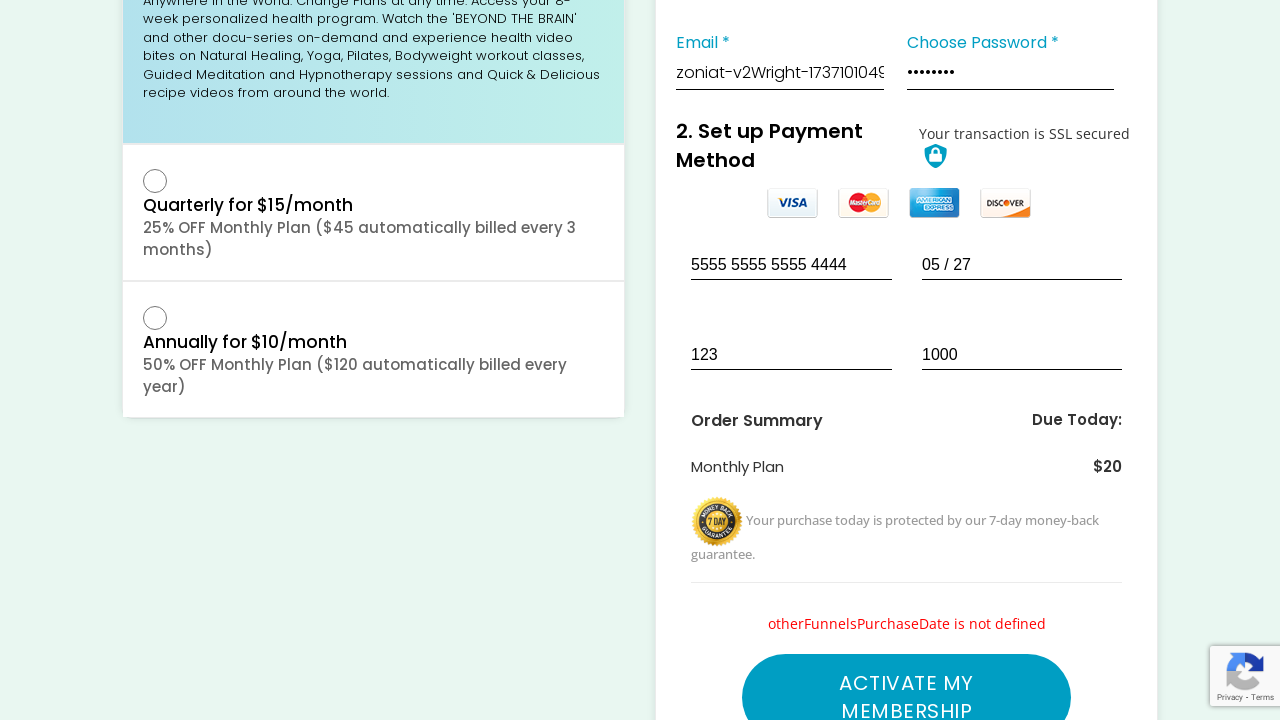 Anywhere in the World. Change Plans at any time. Access your 8-
week personalized health program. Watch the 'BEYOND THE BRAIN'
and other docu-series on-demand and experience health video
bites on Natural Healing, Yoga, Pilates, Bodyweight workout classes,
Guided Meditation and Hypnotherapy sessions and Quick & Delicious
recipe videos from around the world.
Quarterly for $15/month
25% OFF Monthly Plan ($45 automatically billed every 3
months)
Annually for $10/month
50% OFF Monthly Plan ($120 automatically billed every
year)
Email *
Choose Password *
zoniat-v2Wright-1737101049
••••••••
2. Set up Payment
Method
Your transaction is SSL secured
VISA
MasterCard
AMERICAN
EXPRESS
DISCOVER
5555 5555 5555 4444
05 / 27
123
1000
Order Summary
Due Today:
Monthly Plan
$20
MONEY BACK
7 DAY
Your purchase today is protected by our 7-day money-back
guarantee.
otherFunnelsPurchaseDate is not defined
ACTIVATE MY
MEMBERSHIP
Privacy - Terms